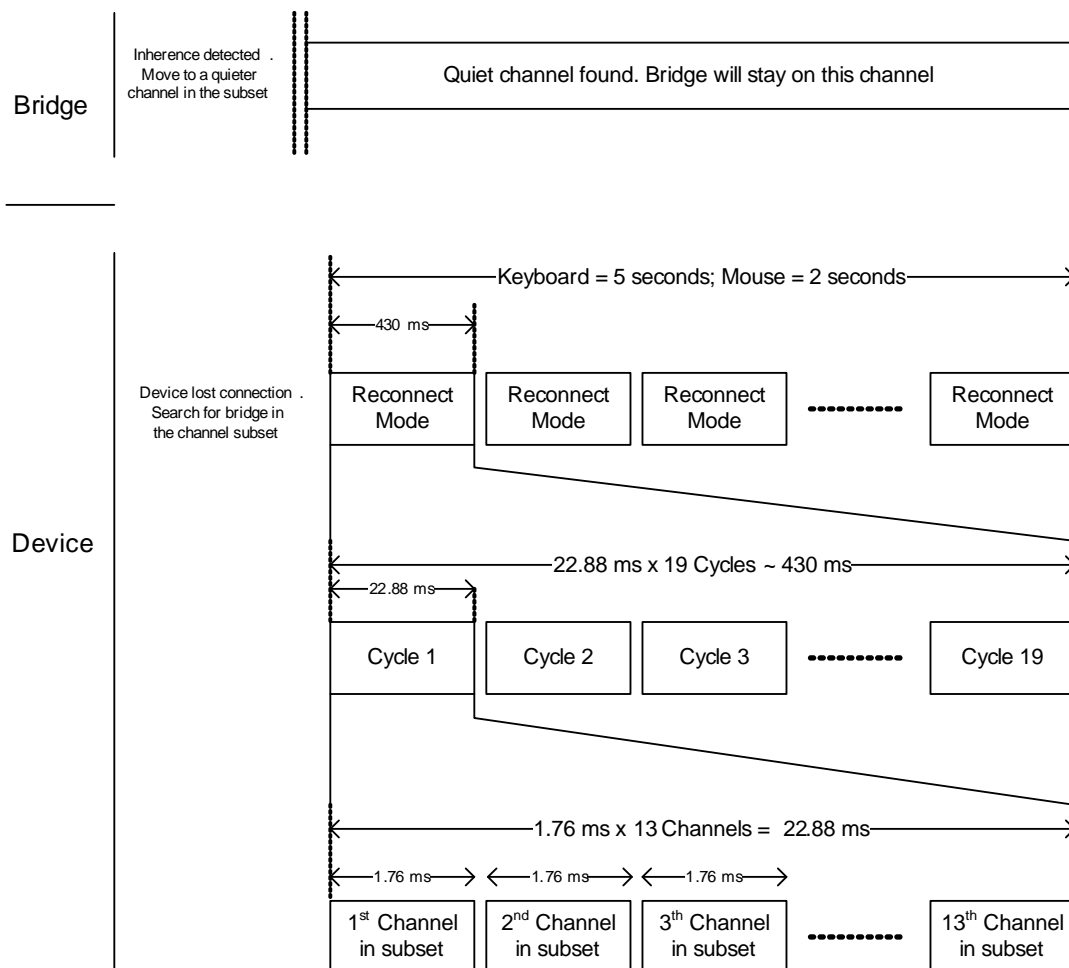 Inherence detected .
Move to a quieter
channel in the subset
Quiet channel found. Bridge will stay on this channel
Bridge
Keyboard = 5 seconds; Mouse = 2 seconds
430 ms
Device lost connection .
Search for bridge in
the channel subset
Reconnect
Mode
Reconnect
Mode
Reconnect
Mode
Reconnect
Mode
Device
22.88 ms x 19 Cycles ~ 430 ms
22.88 ms
Cycle 1
Cycle 2
Cycle 3
Cycle 19
1.76 ms x 13 Channels = 22.88 ms
1.76 ms
1.76 ms
1.76 ms
1st Channel
in subset
2nd Channel
in subset
3th Channel
in subset
13th Channel
in subset